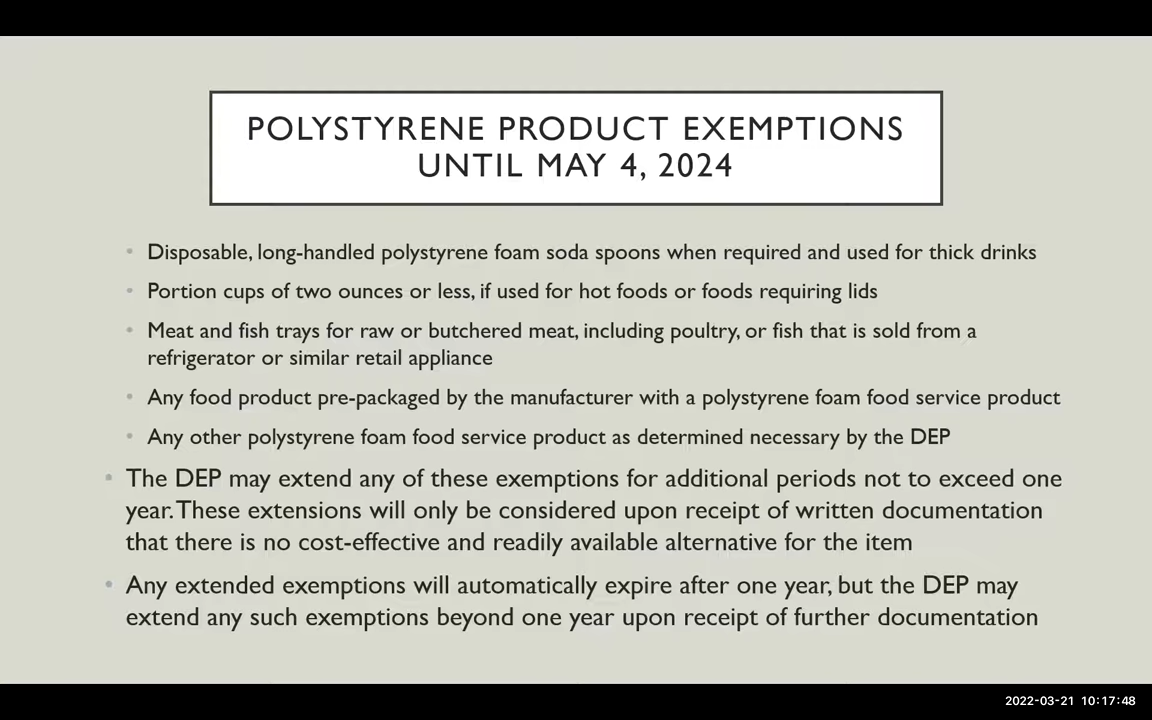 POLYSTYRENE PRODUCT EXEMPTIONS
UNTIL MAY 4, 2024
• Disposable, long-handled polystyrene foam soda spoons when required and used for thick drinks
• Portion cups of two ounces or less, if used for hot foods or foods requiring lids
• Meat and fish trays for raw or butchered meat, including poultry, or fish that is sold from a
refrigerator or similar retail appliance
• Any food product pre-packaged by the manufacturer with a polystyrene foam food service product
• Any other polystyrene foam food service product as determined necessary by the DEP
• The DEP may extend any of these exemptions for additional periods not to exceed one
year. These extensions will only be considered upon receipt of written documentation
that there is no cost-effective and readily available alternative for the item
• Any extended exemptions will automatically expire after one year, but the DEP may
extend any such exemptions beyond one year upon receipt of further documentation
2022-03-21 10:17:48